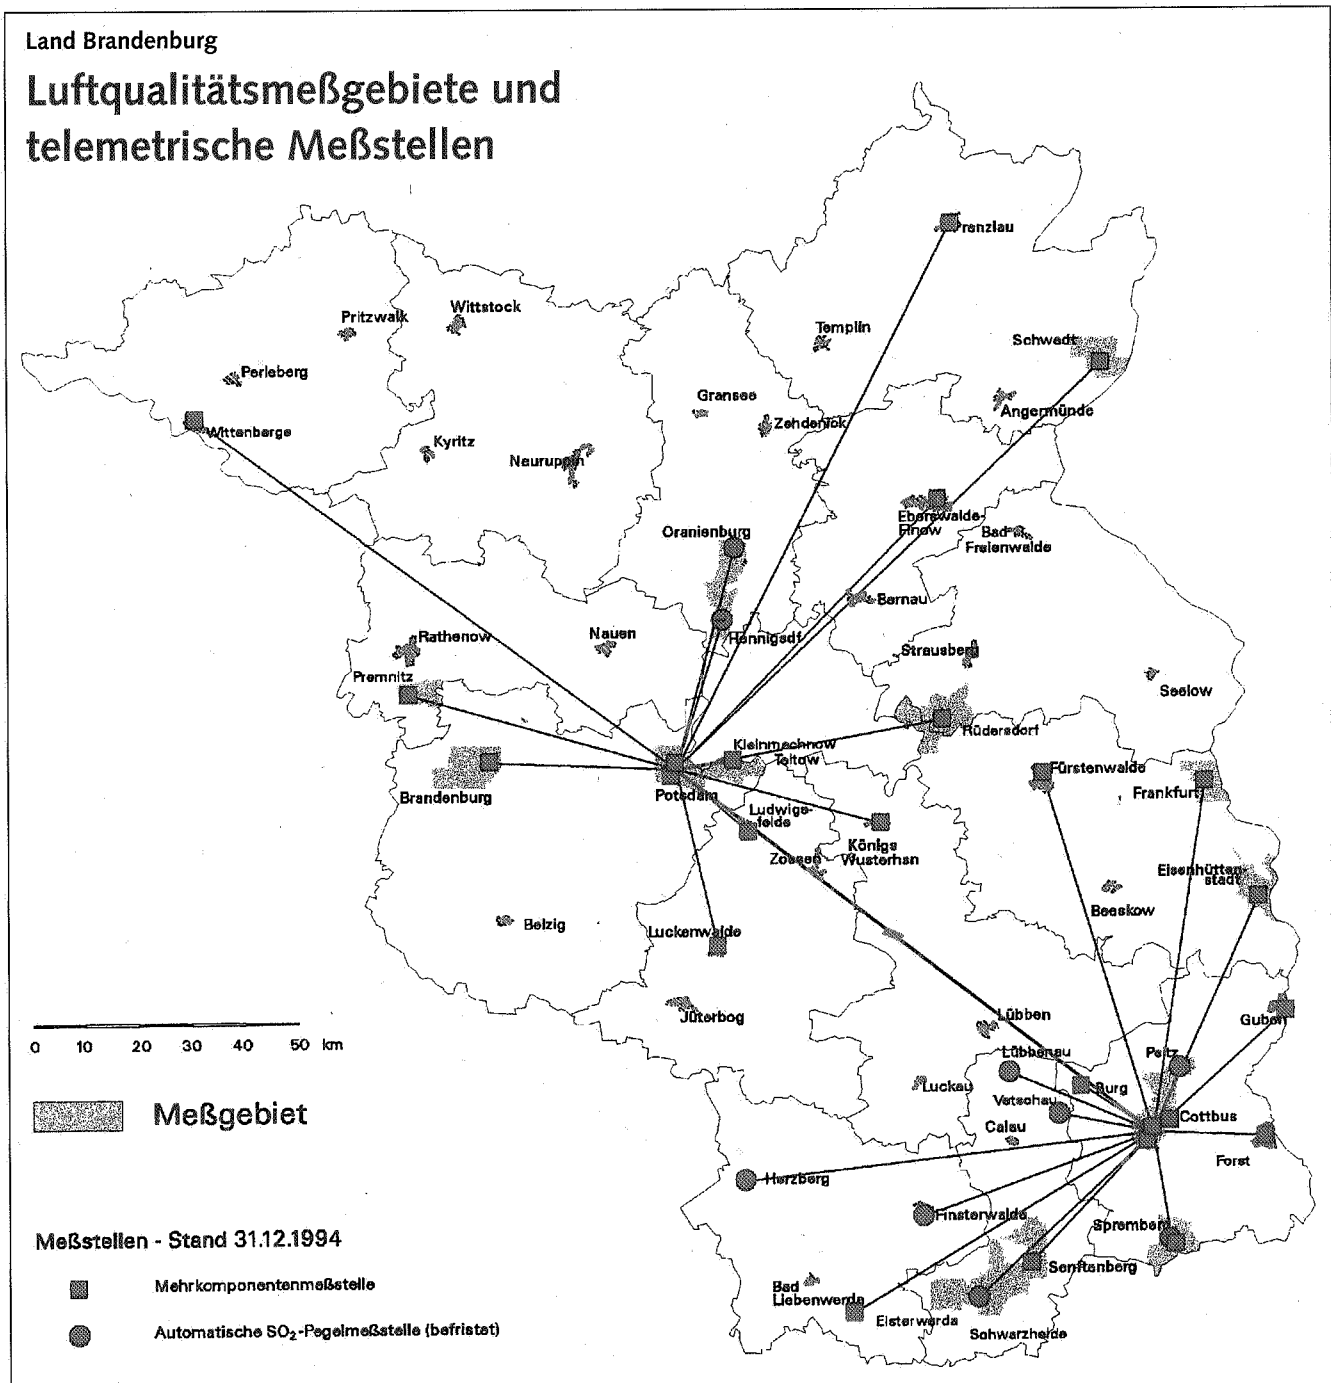 Land Brandenburg
Luftqualitätsmeßgebiete und
telemetrische Meßstellen
Prenzlau
Pritzwalk
Wittstock
Templin
Schwedt
Perleberg
Gransee
Angermünde
Zehdenick
Wittenberge
Kyritz
Neuruppin
Eberswalde-
Finow
Oranienburg
Bad
Freienwalde
Bernau
Hennigsdf
Rathenow
Nauen
Strausberg
Premnitz
Seelow
Rüdersdorf
Kleinmachnow
Teltow
Fürstenwalde
Frankfurt
Brandenburg
Potsdam
Ludwigs-
felde
Königs
Wusterhsn
Zossen
Eisenhütten-
stadt
Beeskow
Belzig
Luckenwalde
Jüterbog
Lübben
Guben
0 10 20 30 40 50 km
Lübbenau
Peitz
Luckau
Burg
Vetschau
Cottbus
Calau
Meßgebiet
Forst
Herzberg
Finsterwalde
Spremberg
Meßstellen - Stand 31.12.1994
Senftenberg
Mehrkomponentenmeßstelle
Bad
Liebenwerda
Elsterwerda
Automatische SO₂-Pegelmeßstelle (befristet)
Schwarzheide